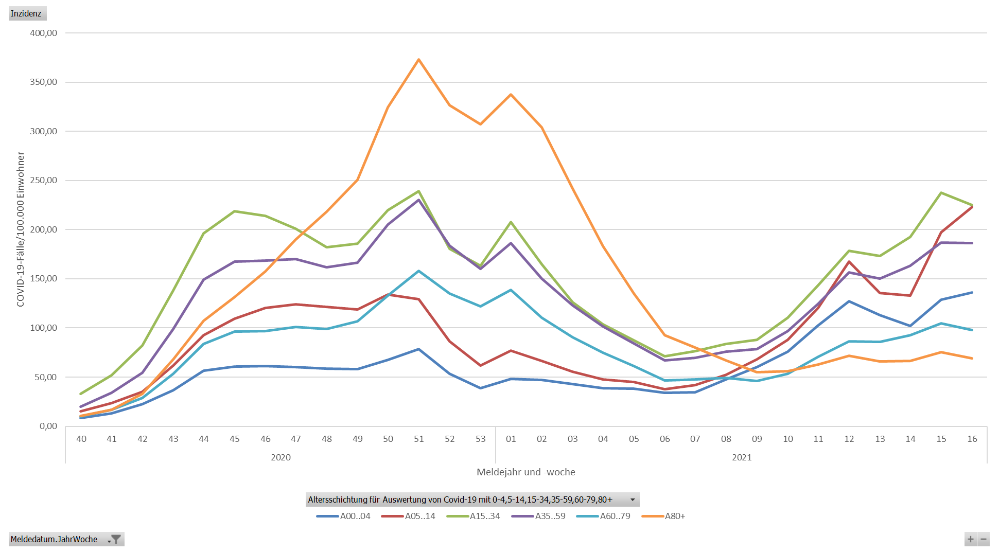 Inzidenz
400,00
350,00
300,00
250,00
200,00
150,00
100,00
50,00
0,00
COVID-19-Fälle/100.000 Einwohner
40 41 42 43 44 45 46 47 48 49 50 51 52 53 01 02 03 04 05 06 07 08 09 10 11 12 13 14 15 16
2020 2021
Meldejahr und -woche
Altersschichtung für Auswertung von Covid-19 mit 0-4,5-14,15-34,35-59,60-79,80+
A00..04 A05..14 A15..34 A35..59 A60..79 A80+
Meldedatum.JahrWoche